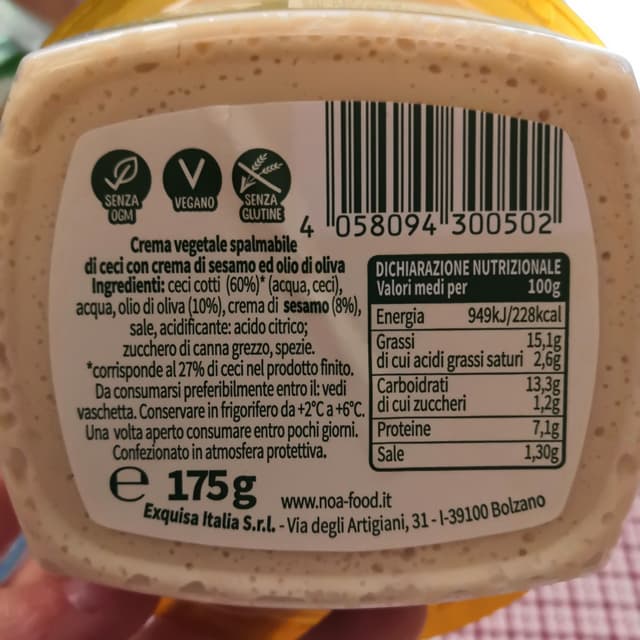 SENZA
OGM
VEGANO
SENZA
GLUTINE
4 058094 300502
Crema vegetale spalmabile
di ceci con crema di sesamo ed olio di oliva
Ingredienti: ceci cotti (60%)* (acqua, ceci),
acqua, olio di oliva (10%), crema di sesamo (8%),
sale, acidificante: acido citrico;
zucchero di canna grezzo, spezie.
*corrisponde al 27% di ceci nel prodotto finito.
Da consumarsi preferibilmente entro il: vedi
vaschetta. Conservare in frigorifero da +2°C a +6°C.
Una volta aperto consumare entro pochi giorni.
Confezionato in atmosfera protettiva.
DICHIARAZIONE NUTRIZIONALE
Valori medi per 100g
Energia 949kJ/228kcal
Grassi 15,1g
di cui acidi grassi saturi 2,6g
Carboidrati 13,3g
di cui zuccheri 1,2g
Proteine 7,1g
Sale 1,30g
e 175g www.noa-food.it
Exquisa Italia S.r.l. - Via degli Artigiani, 31 - I-39100 Bolzano